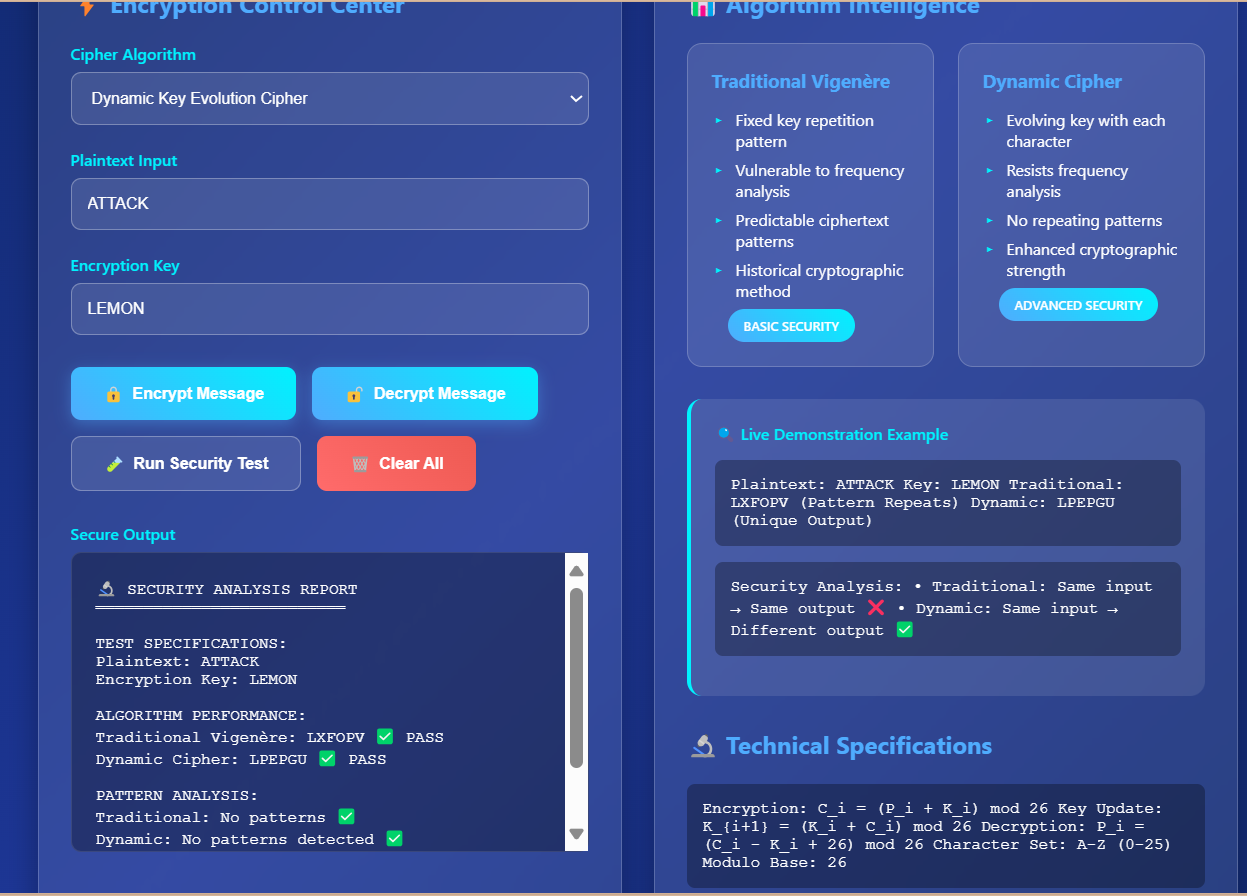 Encryption Control Center
Cipher Algorithm
Dynamic Key Evolution Cipher
Plaintext Input
ATTACK
Encryption Key
LEMON
Encrypt Message
Decrypt Message
Run Security Test
Clear All
Secure Output
SECURITY ANALYSIS REPORT
TEST SPECIFICATIONS:
Plaintext: ATTACK
Encryption Key: LEMON
ALGORITHM PERFORMANCE:
Traditional Vigenère: LXFOPV ✅ PASS
Dynamic Cipher: LPEPGU ✅ PASS
PATTERN ANALYSIS:
Traditional: No patterns ✅
Dynamic: No patterns detected ✅
Algorithm Intelligence
Traditional Vigenère
Fixed key repetition
pattern
Vulnerable to frequency
analysis
Predictable ciphertext
patterns
Historical cryptographic
method
BASIC SECURITY
Dynamic Cipher
Evolving key with each
character
Resists frequency
analysis
No repeating patterns
Enhanced cryptographic
strength
ADVANCED SECURITY
Live Demonstration Example
Plaintext: ATTACK Key: LEMON Traditional:
LXFOPV (Pattern Repeats) Dynamic: LPEPGU
(Unique Output)
Security Analysis: • Traditional: Same input
→ Same output ❌ • Dynamic: Same input →
Different output ✅
Technical Specifications
Encryption: C_i = (P_i + K_i) mod 26 Key Update:
K_{i+1} = (K_i + C_i) mod 26 Decryption: P_i =
(C_i - K_i + 26) mod 26 Character Set: A-Z (0-25)
Modulo Base: 26